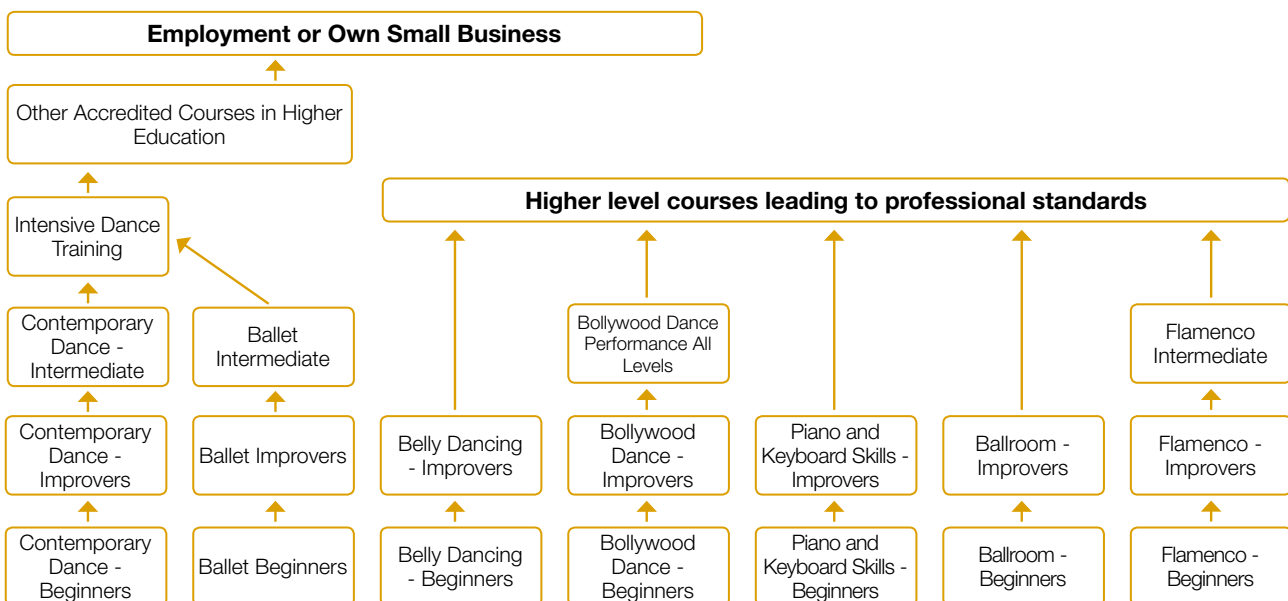 Employment or Own Small Business
Other Accredited Courses in Higher
Education
Higher level courses leading to professional standards
Intensive Dance
Training
Contemporary
Dance -
Intermediate
Ballet
Intermediate
Bollywood Dance
Performance All
Levels
Flamenco
Intermediate
Contemporary
Dance -
Improvers
Ballet Improvers
Belly Dancing
- Improvers
Bollywood
Dance -
Improvers
Piano and
Keyboard Skills -
Improvers
Ballroom -
Improvers
Flamenco -
Improvers
Contemporary
Dance -
Beginners
Ballet Beginners
Belly Dancing
- Beginners
Bollywood
Dance -
Beginners
Piano and
Keyboard Skills -
Beginners
Ballroom -
Beginners
Flamenco -
Beginners